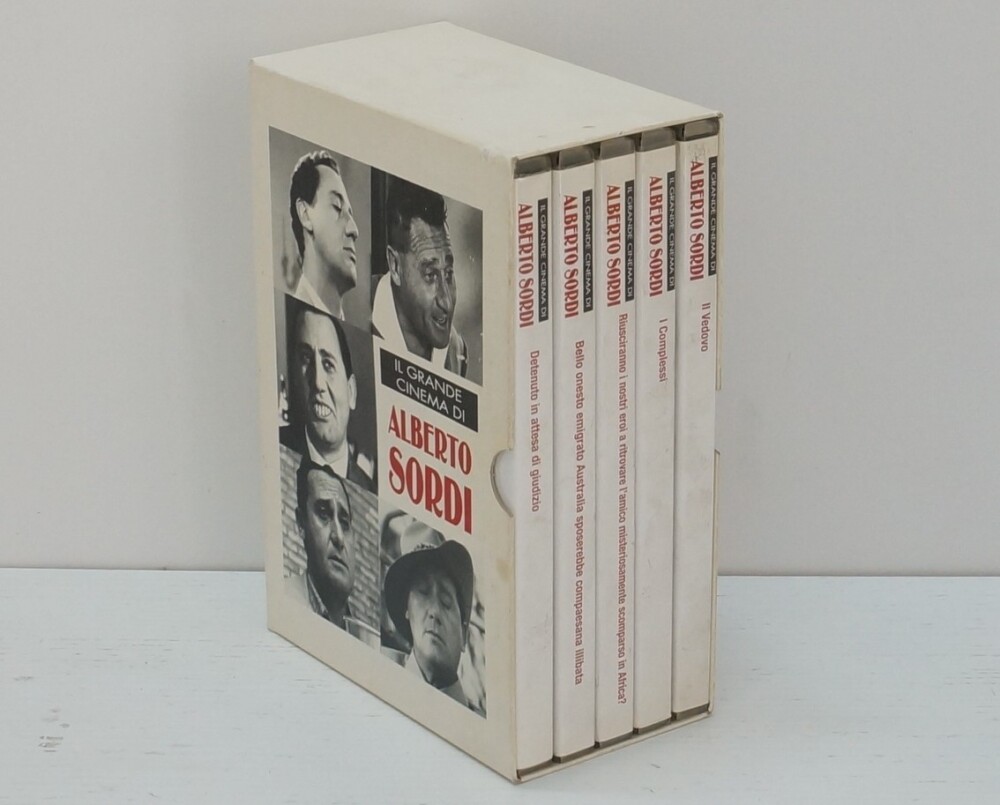 IL GRANDE
CINEMA DI
ALBERTO
SORDI
IL GRANDE CINEMA DI
ALBERTO SORDI
Detenuto in attesa di giudizio
IL GRANDE CINEMA DI
ALBERTO SORDI
Bello onesto emigrato Australia sposerebbe compaesana illibata
IL GRANDE CINEMA DI
ALBERTO SORDI
Riusciranno i nostri eroi a ritrovare l'amico misteriosamente scomparso in Africa?
IL GRANDE CINEMA DI
ALBERTO SORDI
I Complessi
IL GRANDE CINEMA DI
ALBERTO SORDI
Il Vedovo